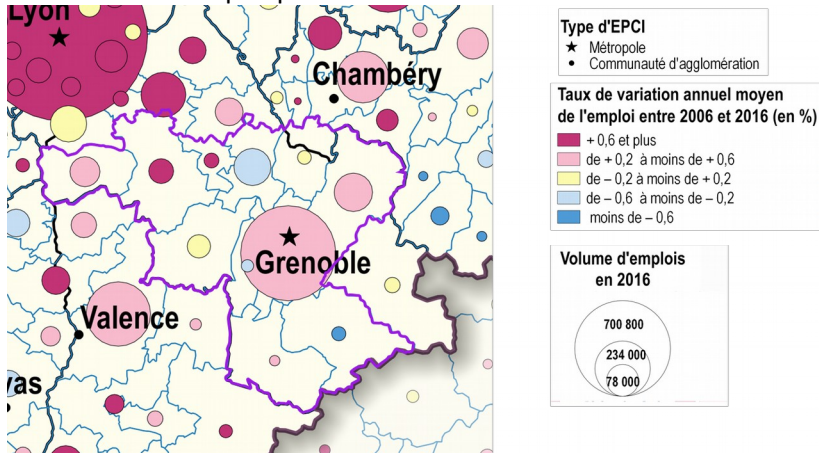 Lyon
Chambéry
Grenoble
Valence
vas
Type d'EPCI
Métropole
Communauté d'agglomération
Taux de variation annuel moyen
de l'emploi entre 2006 et 2016 (en %)
+ 0,6 et plus
de + 0,2 à moins de + 0,6
de – 0,2 à moins de + 0,2
de – 0,6 à moins de – 0,2
moins de – 0,6
Volume d'emplois
en 2016
700 800
234 000
78 000